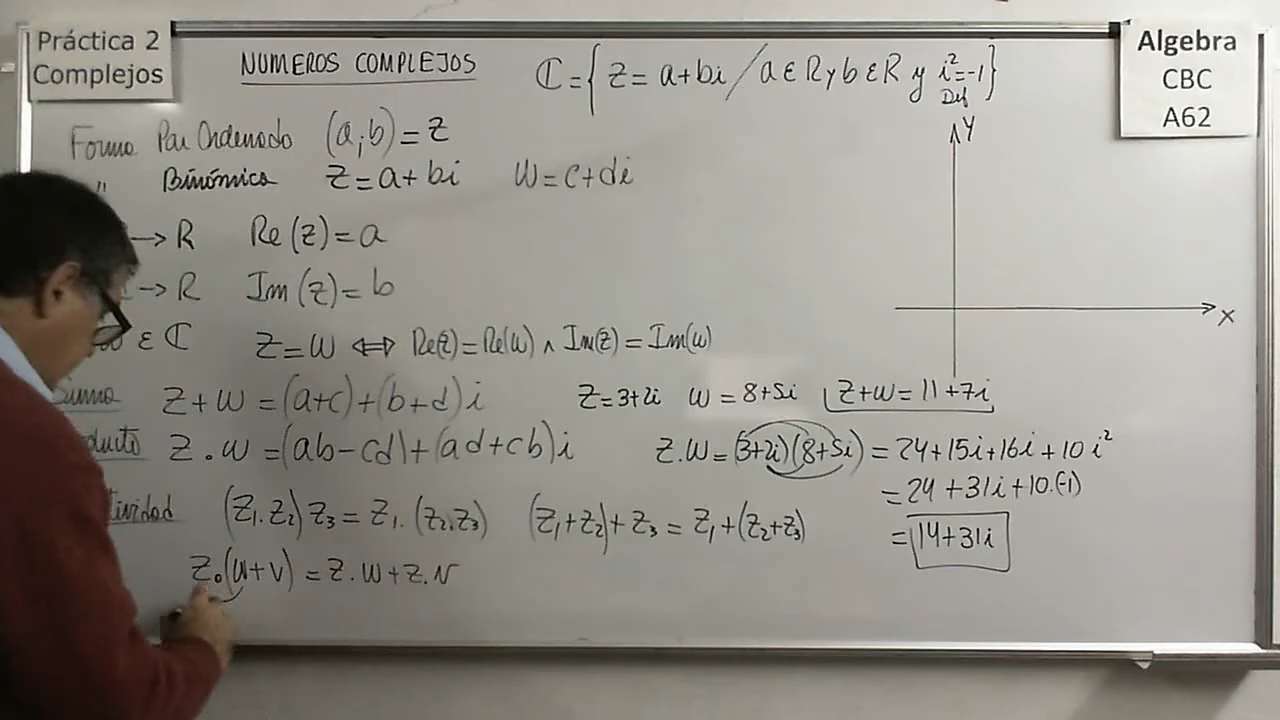 Práctica 2
Complejos
NUMEROS COMPLEJOS
ℂ = { Z = a+bi / a ∈ R y b ∈ R y i² = -1 }
Def
Algebra
CBC
A62
Forma Par Ordenado (a;b) = Z
" Binómica Z = a+bi W = c+di
→ R Re(Z) = a
→ R Im(Z) = b
∈ ℂ Z = W ⟺ Re(Z) = Re(W) ∧ Im(Z) = Im(W)
Suma Z+W = (a+c)+(b+d)i Z = 3+2i W = 8+5i Z+W = 11+7i
Z.W = (ab-cd)+(ad+cb)i Z.W = (3+2i)(8+5i) = 24+15i+16i+10i²
= 24+31i+10.(-1)
(Z₁.Z₂)Z₃ = Z₁.(Z₂.Z₃) (Z₁+Z₂)+Z₃ = Z₁+(Z₂+Z₃)
= 14+31i
Z.(W+V) = Z.W+Z.V
Y
X